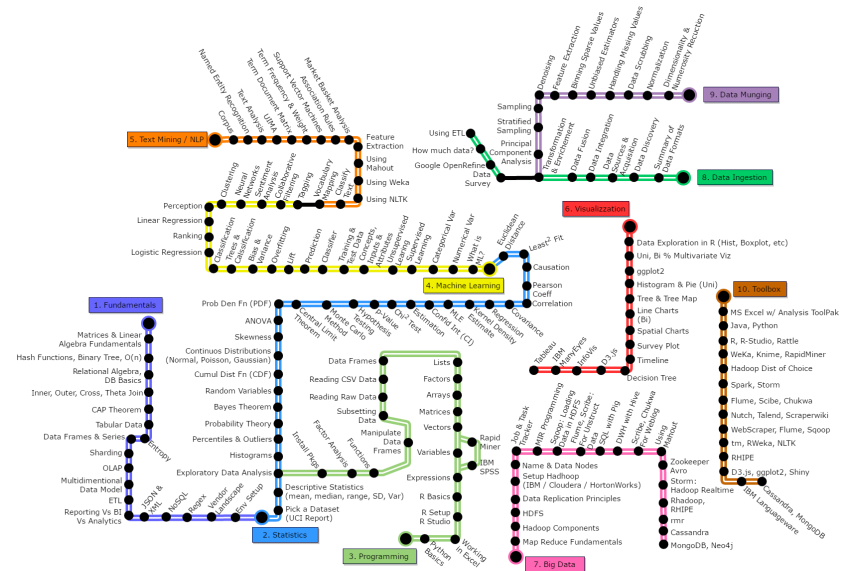 1. Fundamentals
Matrices & Linear
Algebra Fundamentals
Hash Functions, Binary Tree, O(n)
Relational Algebra,
DB Basics
Inner, Outer, Cross, Theta Join
CAP Theorem
Tabular Data
Data Frames & Series
Entropy
Sharding
OLAP
Multidimentional
Data Model
ETL
Reporting Vs BI
Vs Analytics
JSON &
XML
NoSQL
Regex
Vendor
Landscape
Env Setup
2. Statistics
Pick a Dataset
(UCI Report)
Descriptive Statistics
(mean, median, range, SD, Var)
Exploratory Data Analysis
Histograms
Percentiles & Outliers
Probability Theory
Bayes Theorem
Random Variables
Cumul Dist Fn (CDF)
Continuos Distributions
(Normal, Poisson, Gaussian)
Skewness
ANOVA
Prob Den Fn (PDF)
Central Limit
Theorem
Monte Carlo
Method
Hypothesis
Testing
p-Value
Chi² Test
Estimation
Confid Int (CI)
MLE
Kernel Density
Estimate
Regression
Covariance
Correlation
Pearson
Coeff
Causation
Least² Fit
Euclidean
Distance
3. Programming
Python
Basics
Working
in Excel
R Setup
R Studio
R Basics
Expressions
IBM
SPSS
Rapid
Miner
Variables
Vectors
Matrices
Arrays
Factors
Lists
Data Frames
Reading CSV Data
Reading Raw Data
Subsetting
Data
Manipulate
Data
Frames
Functions
Factor Analysis
Install Pkgs
4. Machine Learning
What is
ML?
Numerical Var
Categorical Var
Supervised
Learning
Unsupervised
Learing
Concepts,
Inputs &
Attributes
Training &
Test Data
Classifier
Prediction
Lift
Overfitting
Bias &
Variance
Trees &
Classification
Classification
Logistic Regression
Ranking
Linear Regression
Perception
Clustering
Neural
Networks
Sentiment
Analysis
Collaborative
Filtering
Tagging
Vocabulary
Mapping
Classify
Text
Using NLTK
Using Weka
Using
Mahout
Feature
Extraction
Market Basket Analysis
Association Rules
Support Vector Machines
Term Frequency & Weight
Term Document Matrix
UIMA
Text Analysis
Named Entity
Recognition
Corpus
5. Text Mining / NLP
6. Visualizzation
Data Exploration in R (Hist, Boxplot, etc)
Uni, Bi % Multivariate Viz
ggplot2
Histogram & Pie (Uni)
Tree & Tree Map
Line Charts
(Bi)
Spatial Charts
Survey Plot
Timeline
Decision Tree
D3.js
InfoVis
ManyEyes
IBM
Tableau
7. Big Data
Map Reduce Fundamentals
Hadoop Components
HDFS
Data Replication Principles
Setup Hadhoop
(IBM / Cloudera / HortonWorks)
Name & Data Nodes
Job & Task
Tracker
M/R Programming
Sqoop: Loading
Data in HDFS
Flume, Scribe:
For Unstruct
Data
SQL with Pig
DWH with Hive
Scribe, Chukwa
For Weblog
Using
Mahout
Zookeeper
Avro
Storm:
Hadoop Realtime
Rhadoop,
RHIPE
rmr
Cassandra
MongoDB, Neo4j
8. Data Ingestion
Summary of
Data Formats
Data Discovery
Data
Sources &
Acquisition
Data Integration
Data Fusion
Transformation
& Enrichement
Data
Survey
Google OpenRefine
How much data?
Using ETL
9. Data Munging
Dimensionality &
Numerosity Recuction
Normalization
Data Scrubbing
Handling Missing Values
Unbiased Estimators
Binning Sparse Values
Feature Extraction
Denoising
Sampling
Stratified
Sampling
Principal
Component
Analysis
10. Toolbox
MS Excel w/ Analysis ToolPak
Java, Python
R, R-Studio, Rattle
WeKa, Knime, RapidMiner
Hadoop Dist of Choice
Spark, Storm
Flume, Scibe, Chukwa
Nutch, Talend, Scraperwiki
WebScraper, Flume, Sqoop
tm, RWeka, NLTK
RHIPE
D3.js, ggplot2, Shiny
IBM Languageware
Cassandra, MongoDB